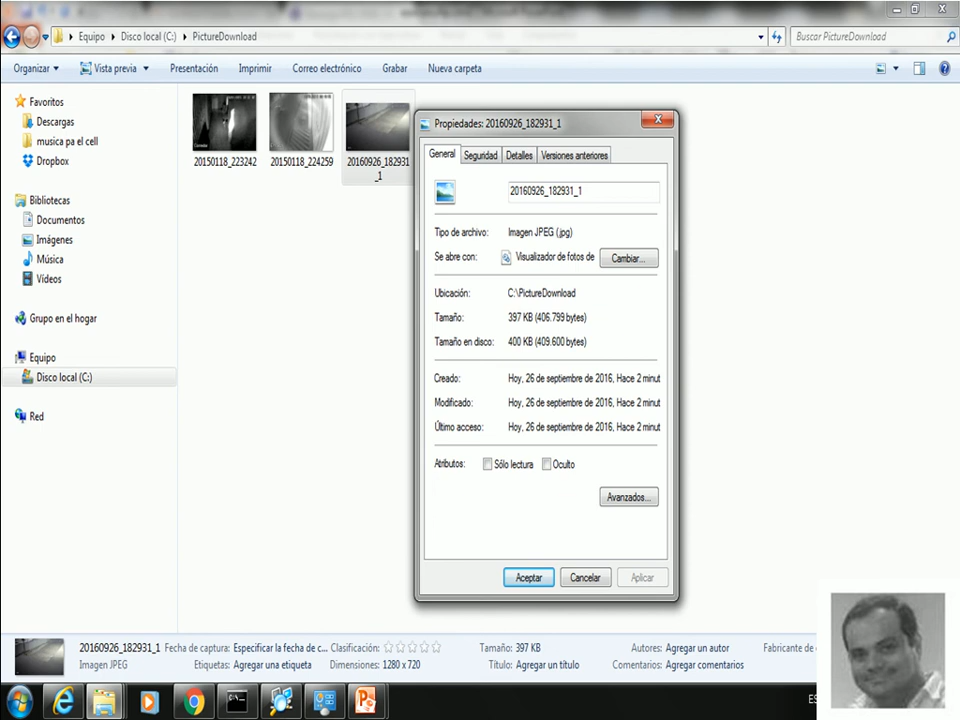 Equipo Disco local (C:) PictureDownload
Buscar PictureDownload
Organizar Vista previa Presentación Imprimir Correo electrónico Grabar Nueva carpeta
Favoritos
Descargas
musica pa el cell
Dropbox
Bibliotecas
Documentos
Imágenes
Música
Vídeos
Grupo en el hogar
Equipo
Disco local (C:)
Red
20150118_223242
20150118_224259
20160926_182931
_1
Propiedades: 20160926_182931_1
General Seguridad Detalles Versiones anteriores
20160926_182931_1
Tipo de archivo: Imagen JPEG (.jpg)
Se abre con: Visualizador de fotos de Cambiar...
Ubicación: C:\PictureDownload
Tamaño: 397 KB (406.799 bytes)
Tamaño en disco: 400 KB (409.600 bytes)
Creado: Hoy, 26 de septiembre de 2016, Hace 2 minut
Modificado: Hoy, 26 de septiembre de 2016, Hace 2 minut
Último acceso: Hoy, 26 de septiembre de 2016, Hace 2 minut
Atributos: Sólo lectura Oculto
Avanzados...
Aceptar Cancelar Aplicar
20160926_182931_1 Fecha de captura: Especificar la fecha de c... Clasificación: Tamaño: 397 KB Autores: Agregar un autor Fabricante de
Imagen JPEG Etiquetas: Agregar una etiqueta Dimensiones: 1280 x 720 Título: Agregar un título Comentarios: Agregar comentarios
ES